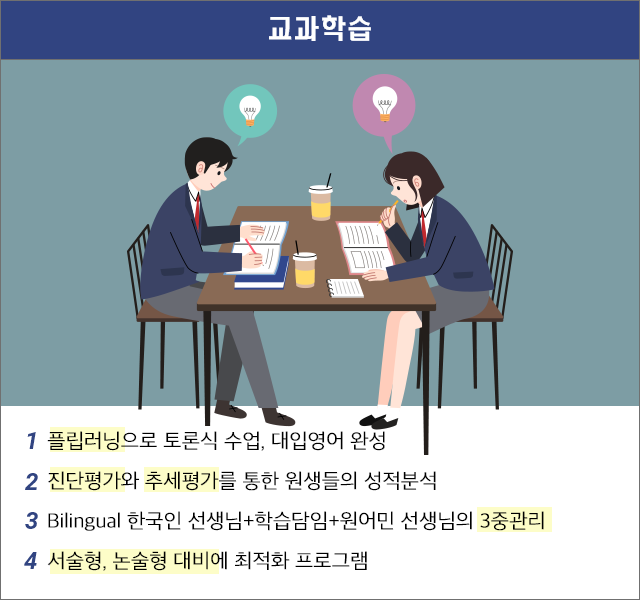 교과학습
1 플립러닝으로 토론식 수업, 대입영어 완성
2 진단평가와 추세평가를 통한 원생들의 성적분석
3 Bilingual 한국인 선생님+학습담임+원어민 선생님의 3중관리
4 서술형, 논술형 대비에 최적화 프로그램